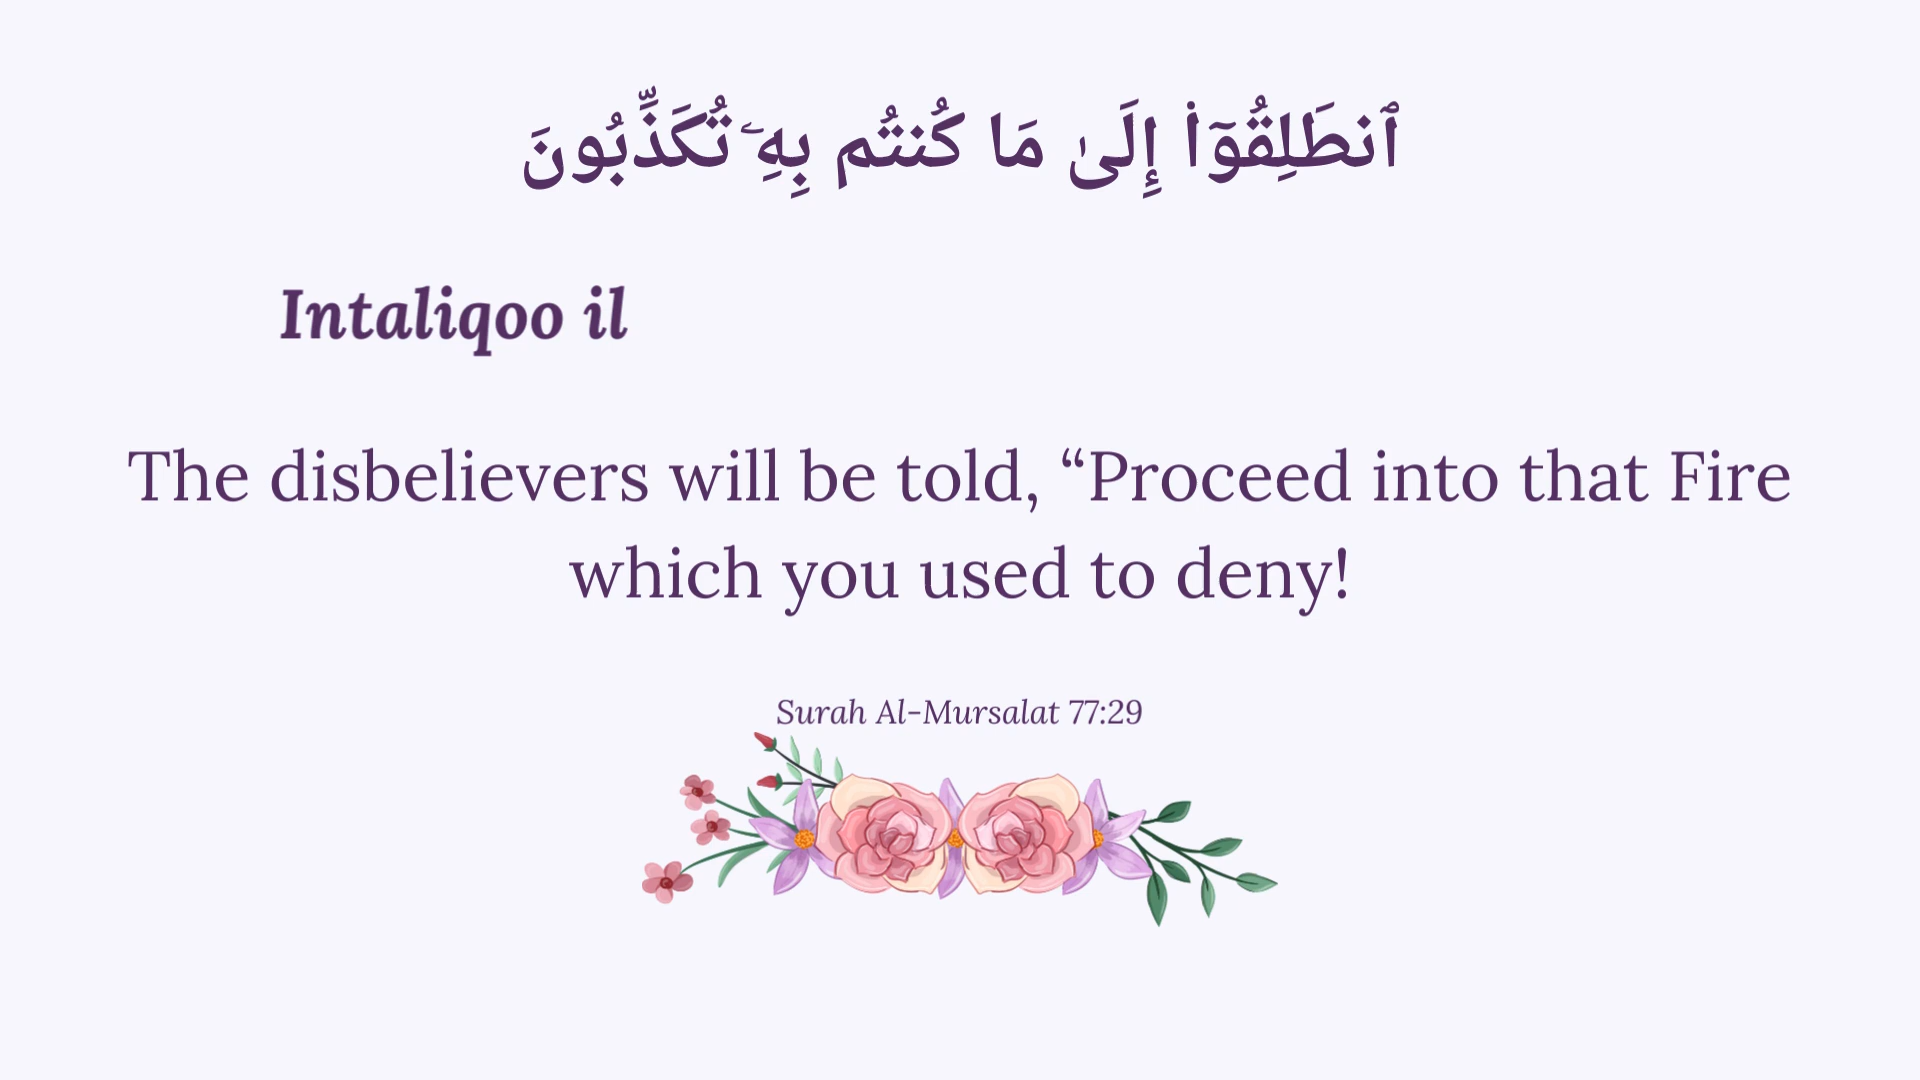 ٱنطَلِقُوٓا۟ إِلَىٰ مَا كُنتُم بِهِۦ تُكَذِّبُونَ
Intaliqoo il
The disbelievers will be told, “Proceed into that Fire
which you used to deny!
Surah Al-Mursalat 77:29